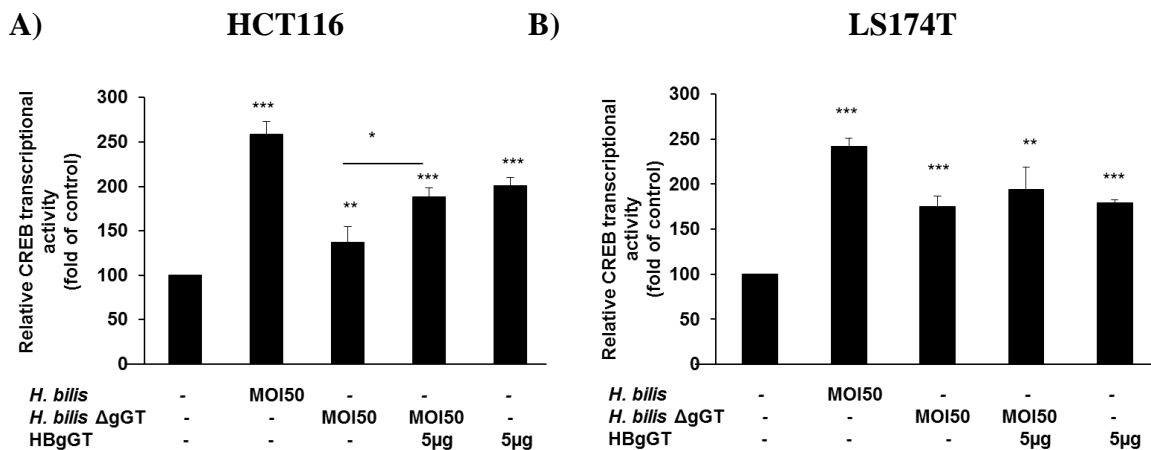 A) HCT116
Relative CREB transcriptional
activity
(fold of control)
300
250
200
150
100
50
0
***
**
*
***
***
H. bilis - MOI50 - - -
H. bilis ΔgGT - - MOI50 MOI50 -
HBgGT - - - 5µg 5µg
B) LS174T
Relative CREB transcriptional
activity
(fold of control)
300
250
200
150
100
50
0
***
***
**
***
H. bilis - MOI50 - - -
H. bilis ΔgGT - - MOI50 MOI50 -
HBgGT - - - 5µg 5µg